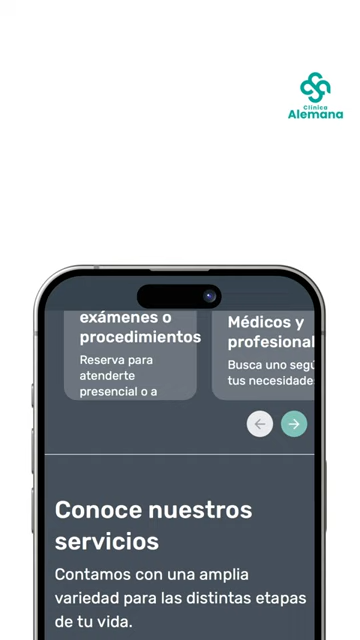 Clínica
Alemana
exámenes o
procedimientos
Reserva para
atenderte
presencial o a
Médicos y
profesional
Busca uno segú
tus necesidades
Conoce nuestros
servicios
Contamos con una amplia
variedad para las distintas etapas
de tu vida.